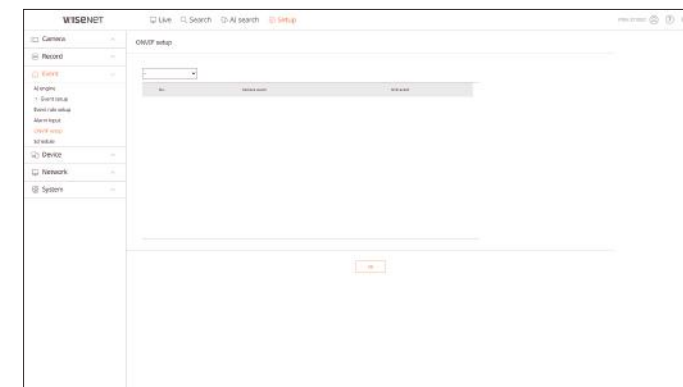 WISENET
Live Search AI search Setup
Camera
Record
Event
AI engine
Event setup
Event rule setup
Alarm input
ONVIF setup
Schedule
Device
Network
System
ONVIF setup
No.
OK